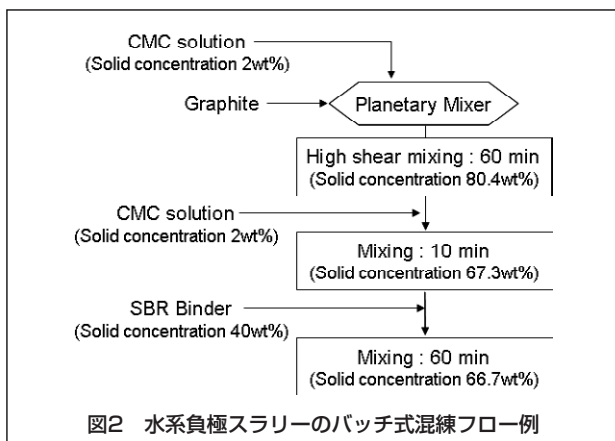 CMC solution
(Solid concentration 2wt%)
Graphite
Planetary Mixer
High shear mixing : 60 min
(Solid concentration 80.4wt%)
CMC solution
(Solid concentration 2wt%)
Mixing : 10 min
(Solid concentration 67.3wt%)
SBR Binder
(Solid concentration 40wt%)
Mixing : 60 min
(Solid concentration 66.7wt%)
図2 水系負極スラリーのバッチ式混練フロー例